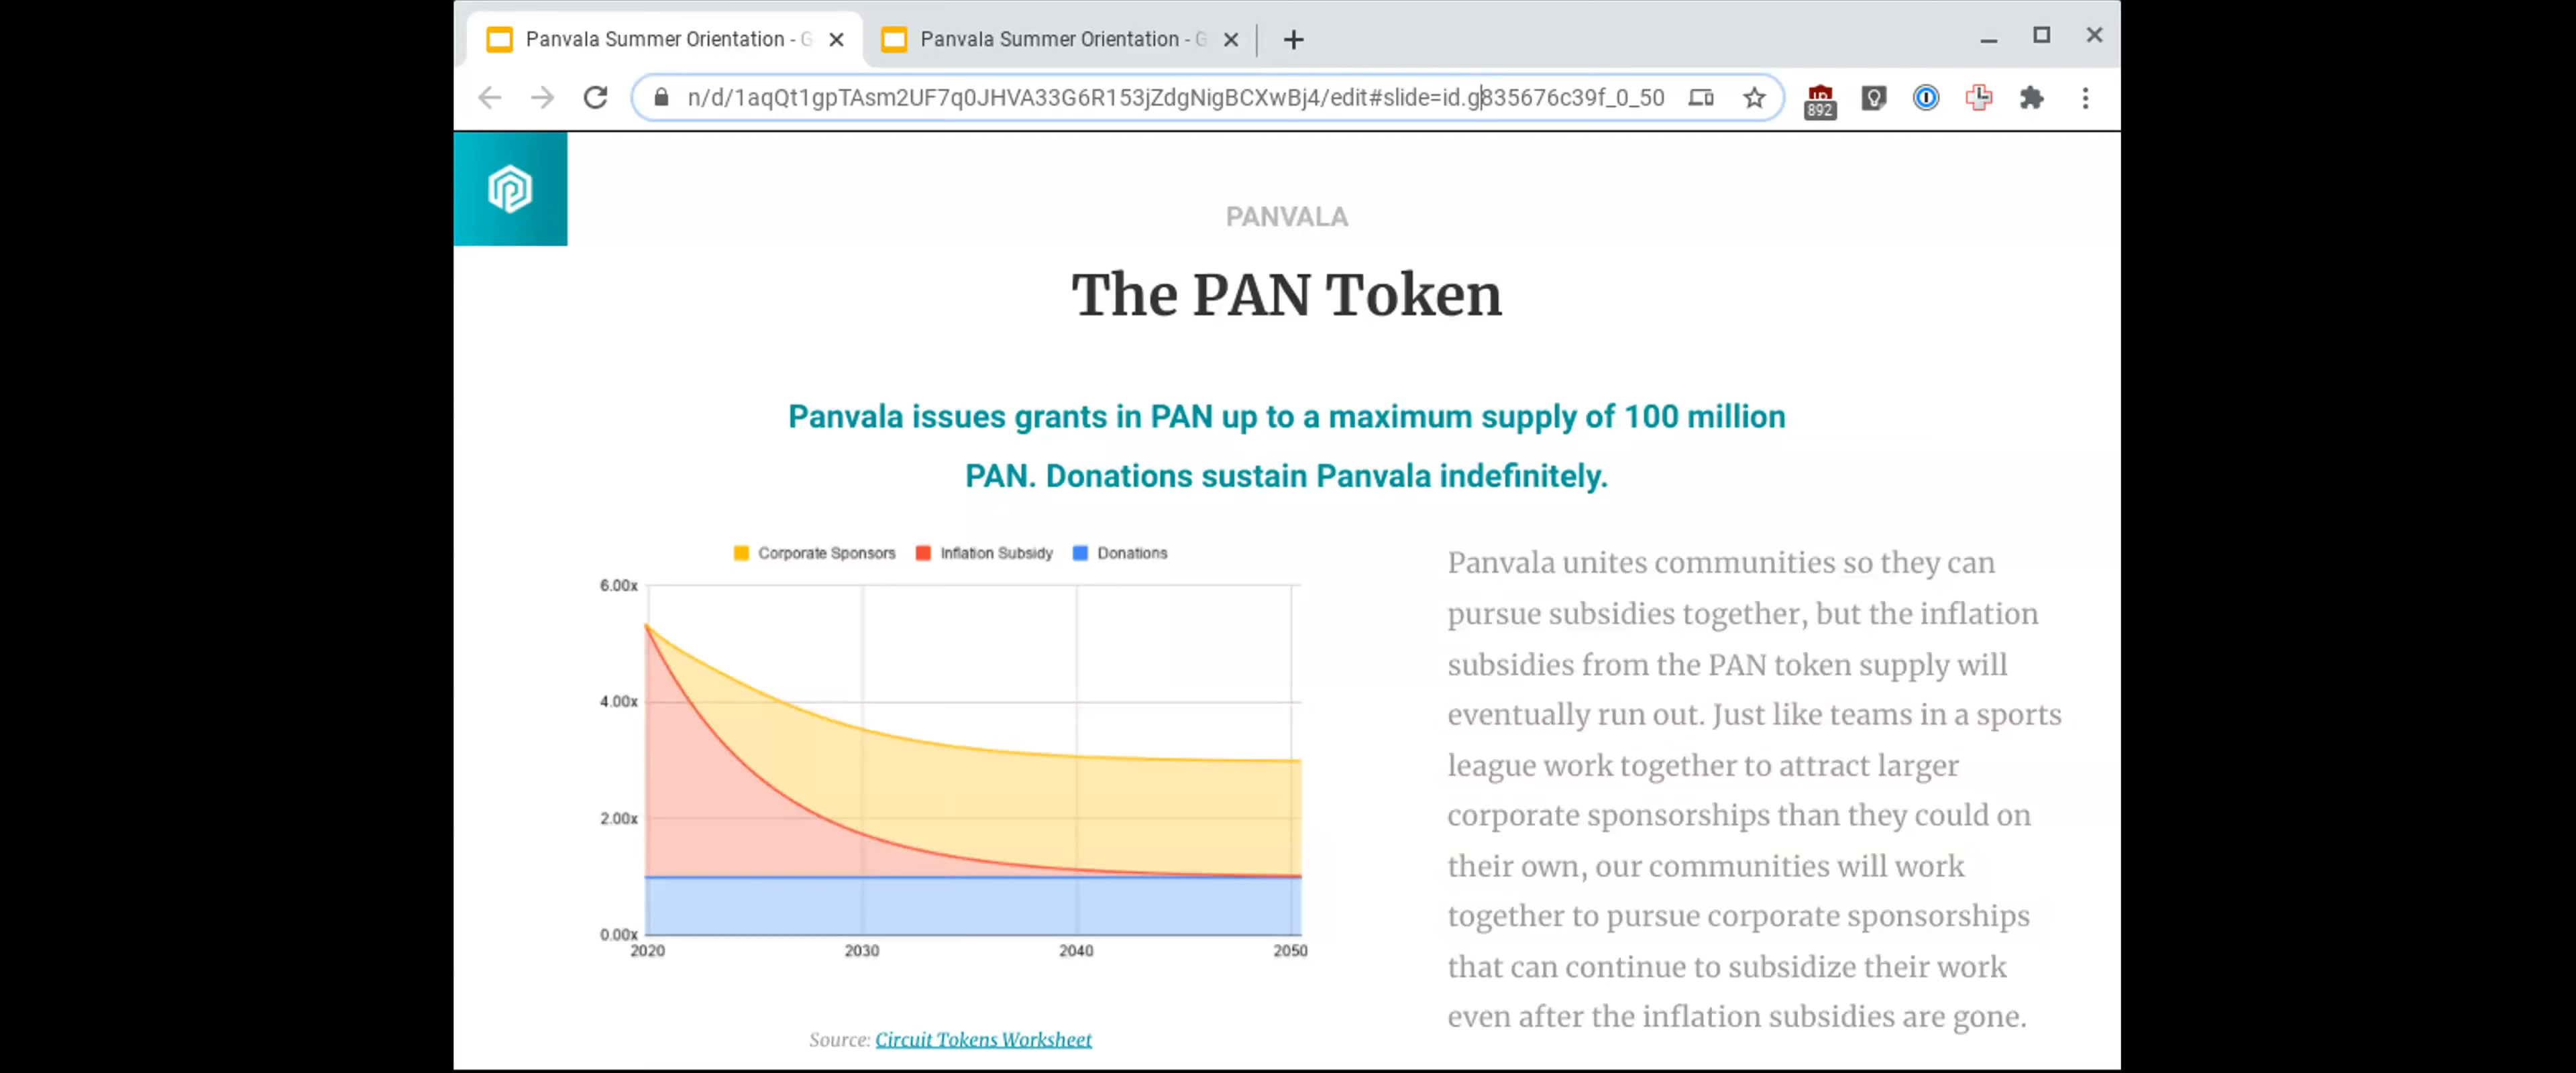 Panvala Summer Orientation - G
Panvala Summer Orientation - G
n/d/1aqQt1gpTAsm2UF7q0JHVA33G6R153jZdgNigBCXwBj4/edit#slide=id.g835676c39f_0_50
892
PANVALA
The PAN Token
Panvala issues grants in PAN up to a maximum supply of 100 million
PAN. Donations sustain Panvala indefinitely.
Corporate Sponsors Inflation Subsidy Donations
6.00x
4.00x
2.00x
0.00x
2020 2030 2040 2050
Source: Circuit Tokens Worksheet
Panvala unites communities so they can
pursue subsidies together, but the inflation
subsidies from the PAN token supply will
eventually run out. Just like teams in a sports
league work together to attract larger
corporate sponsorships than they could on
their own, our communities will work
together to pursue corporate sponsorships
that can continue to subsidize their work
even after the inflation subsidies are gone.